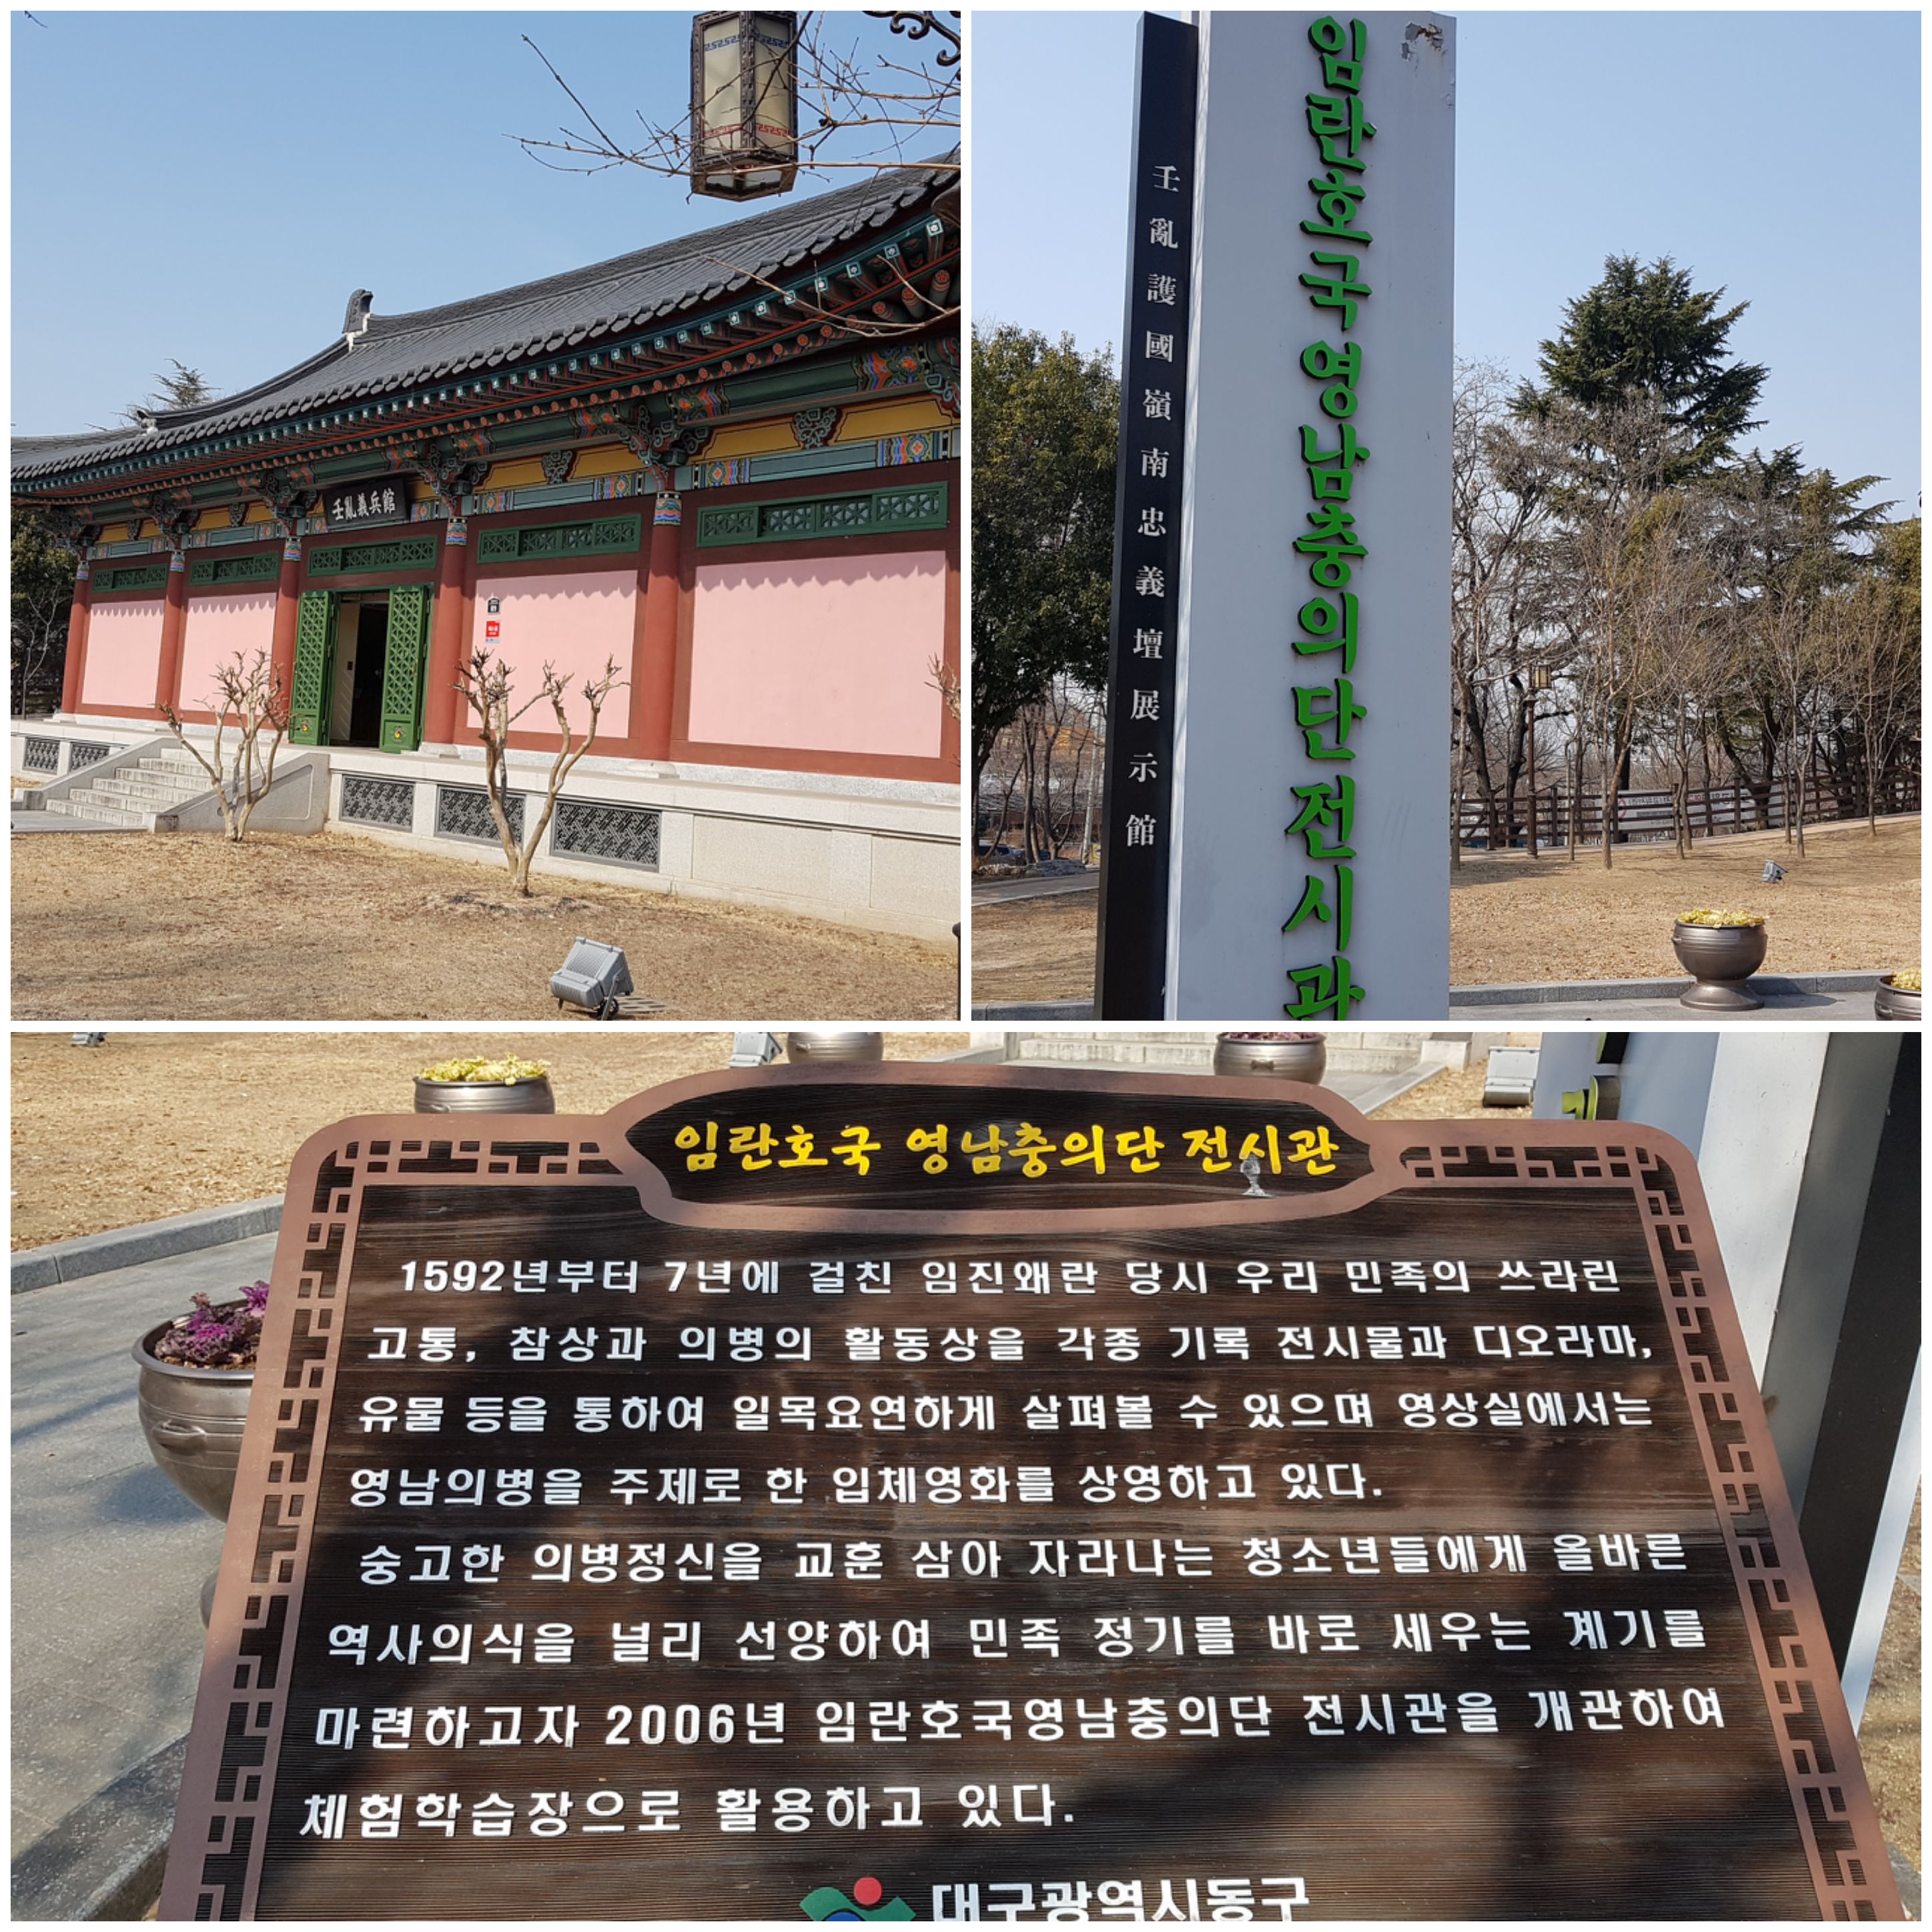 壬亂義兵館
임란호국영남충의단전시관
壬亂護國嶺南忠義壇展示館
임란호국 영남충의단 전시관
1592년부터 7년에 걸친 임진왜란 당시 우리 민족의 쓰라린
고통, 참상과 의병의 활동상을 각종 기록 전시물과 디오라마,
유물 등을 통하여 일목요연하게 살펴볼 수 있으며 영상실에서는
영남의병을 주제로 한 입체영화를 상영하고 있다.
숭고한 의병정신을 교훈 삼아 자라나는 청소년들에게 올바른
역사의식을 널리 선양하여 민족 정기를 바로 세우는 계기를
마련하고자 2006년 임란호국영남충의단 전시관을 개관하여
체험학습장으로 활용하고 있다.
대구광역시동구